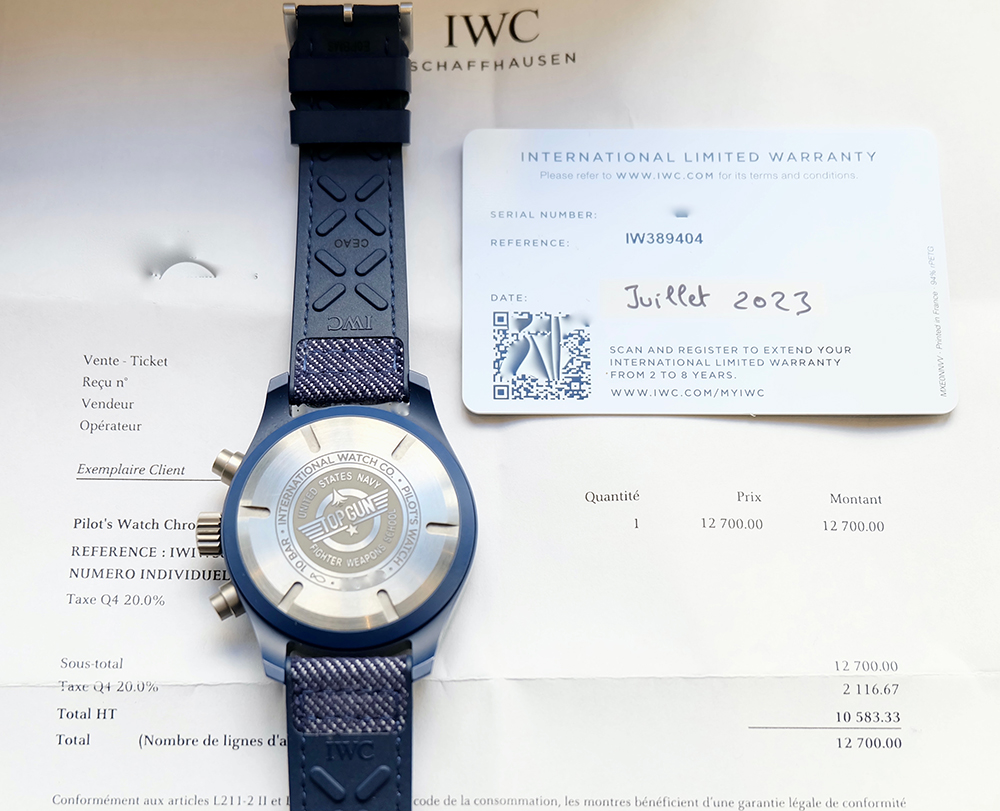 IWC
SCHAFFHAUSEN
INTERNATIONAL LIMITED WARRANTY
Please refer to WWW.IWC.COM for its terms and conditions.
SERIAL NUMBER:
REFERENCE: IW389404
DATE: Juillet 2023
SCAN AND REGISTER TO EXTEND YOUR
INTERNATIONAL LIMITED WARRANTY
FROM 2 TO 8 YEARS.
WWW.IWC.COM/MYIWC
Printed in France - 94% rPETG
CEAO
IWC
Vente - Ticket
Reçu n°
Vendeur
Opérateur
Exemplaire Client
Quantité Prix Montant
Pilot's Watch Chro 1 12 700.00 12 700.00
REFERENCE :
NUMERO INDIVIDUEL
Taxe Q4 20.0%
INTERNATIONAL WATCH CO. • PILOT'S WATCH •
10 BAR •
UNITED STATES NAVY
TOPGUN
FIGHTER WEAPONS SCHOOL
Sous-total 12 700.00
Taxe Q4 20.0% 2 116.67
Total HT 10 583.33
Total (Nombre de lignes d'a 12 700.00
IWC
Conformément aux articles L211-2 II et code de la consommation, les montres bénéficient d'une garantie légale de conformité